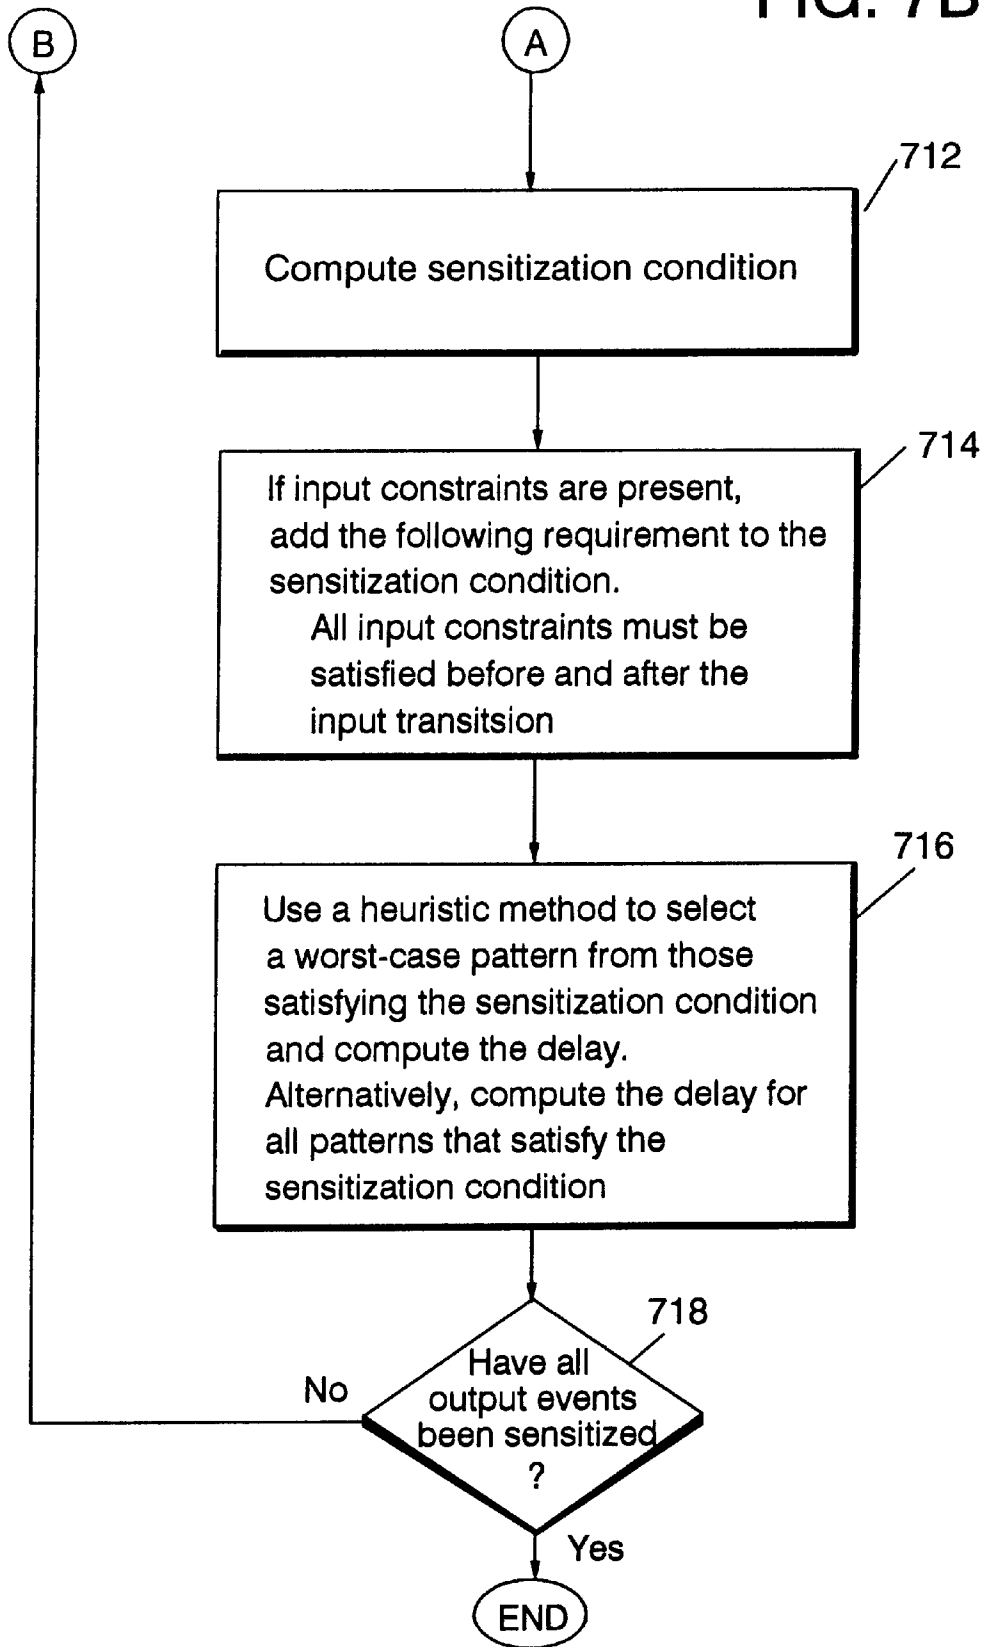 FIG. 7B
B
A
712
Compute sensitization condition
714
If input constraints are present,
add the following requirement to the
sensitization condition.
All input constraints must be
satisfied before and after the
input transitsion
716
Use a heuristic method to select
a worst-case pattern from those
satisfying the sensitization condition
and compute the delay.
Alternatively, compute the delay for
all patterns that satisfy the
sensitization condition
718
Have all
output events
been sensitized
?
No
Yes
END